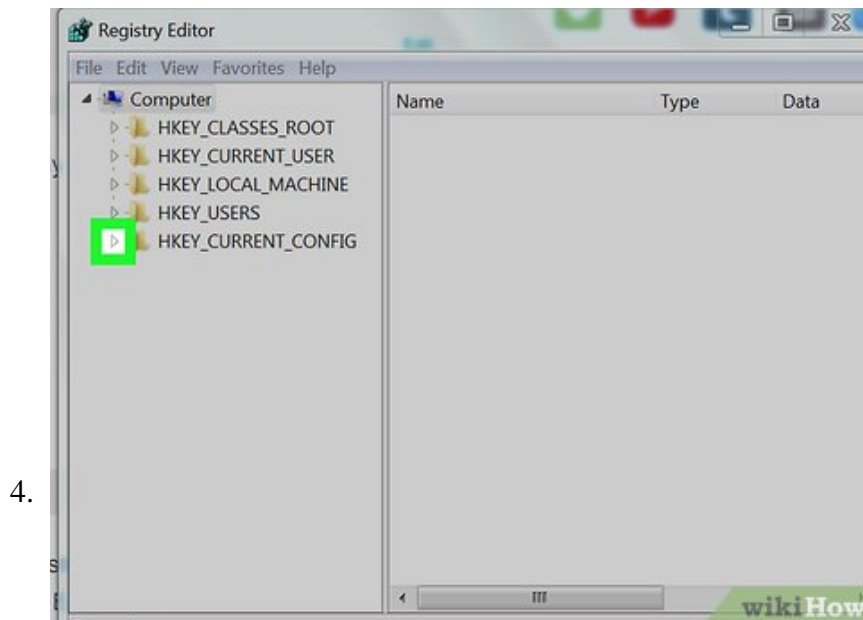 Registry Editor
File Edit View Favorites Help
Computer
Name Type Data
HKEY_CLASSES_ROOT
HKEY_CURRENT_USER
HKEY_LOCAL_MACHINE
HKEY_USERS
HKEY_CURRENT_CONFIG
4.
wikiHow